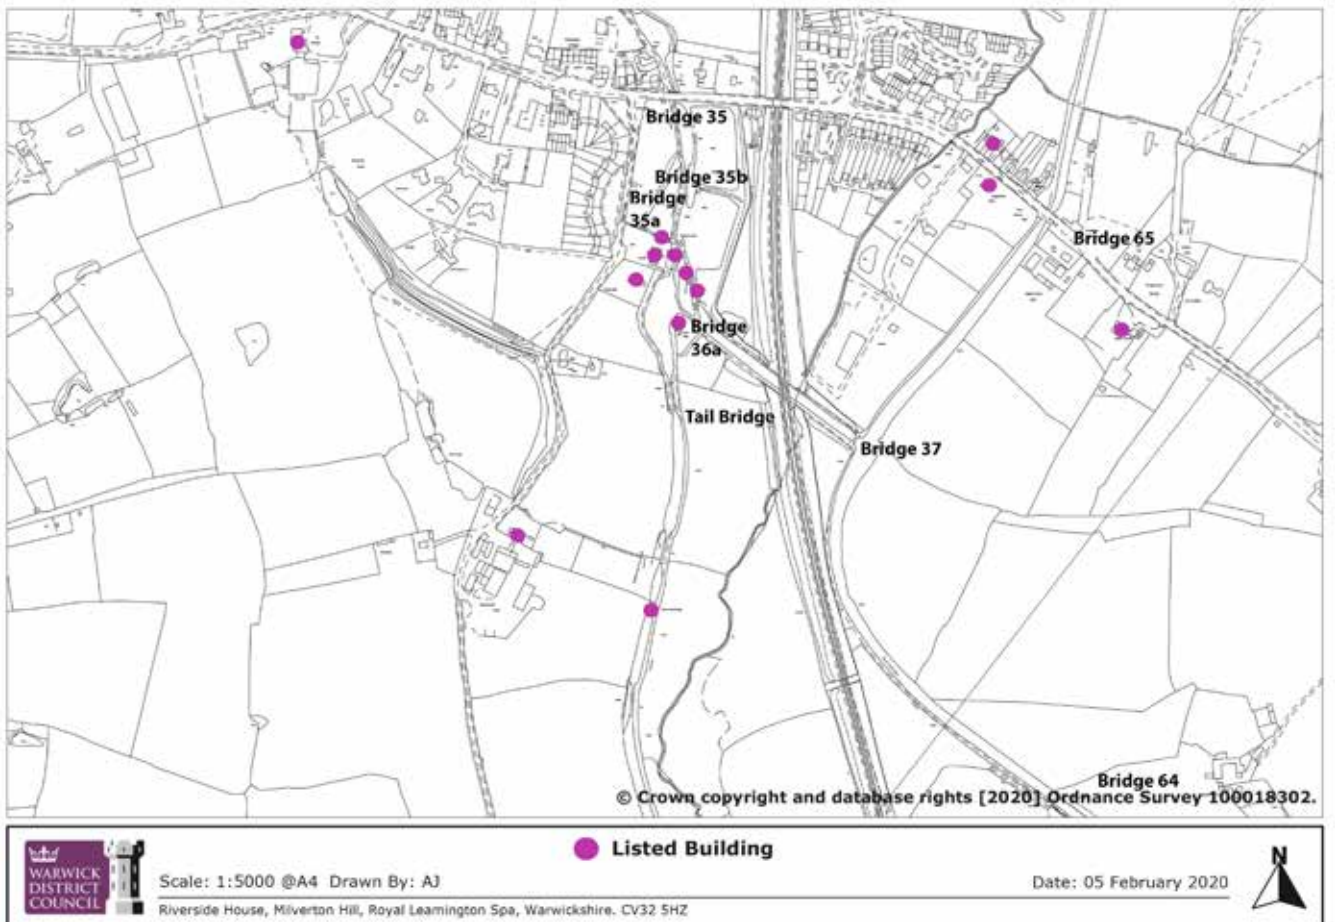 Bridge 35
Bridge 35b
Bridge
35a
Bridge 65
Bridge
36a
Tail Bridge
Bridge 37
Bridge 64
© Crown copyright and database rights [2020] Ordnance Survey 100018302.
Listed Building
WARWICK
DISTRICT
COUNCIL
Scale: 1:5000 @A4 Drawn By: AJ
Date: 05 February 2020
Riverside House, Milverton Hill, Royal Leamington Spa, Warwickshire. CV32 5HZ
N